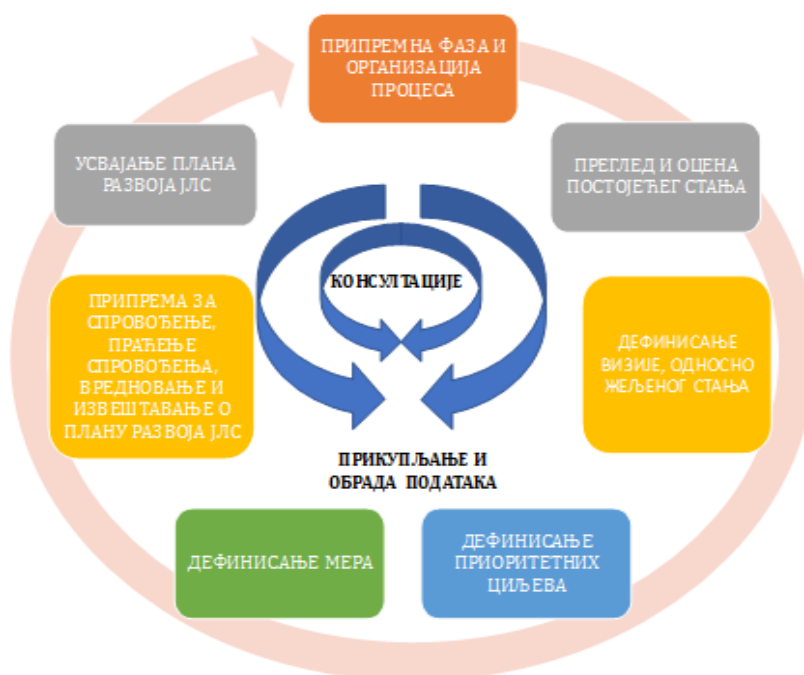 ПРИПРЕМНА ФАЗА И
ОРГАНИЗАЦИЈА
ПРОЦЕСА
ПРЕГЛЕД И ОЦЕНА
ПОСТОЈЕЋЕГ СТАЊА
ДЕФИНИСАЊЕ
ВИЗИЈЕ, ОДНОСНО
ЖЕЉЕНОГ СТАЊА
ДЕФИНИСАЊЕ
ПРИОРИТЕТНИХ
ЦИЉЕВА
ДЕФИНИСАЊЕ МЕРА
ПРИПРЕМА ЗА
СПРОВОЂЕЊЕ,
ПРАЋЕЊЕ
СПРОВОЂЕЊА,
ВРЕДНОВАЊЕ И
ИЗВЕШТАВАЊЕ О
ПЛАНУ РАЗВОЈА ЈЛС
УСВАЈАЊЕ ПЛАНА
РАЗВОЈА ЈЛС
КОНСУЛТАЦИЈЕ
ПРИКУПЉАЊЕ И
ОБРАДА ПОДАТАКА